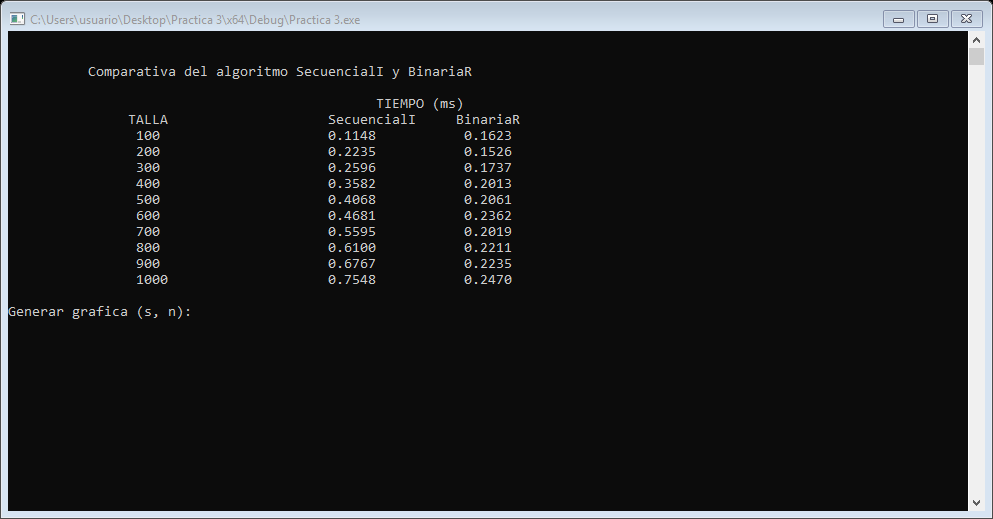 C:\Users\usuario\Desktop\Practica 3\x64\Debug\Practica 3.exe
Comparativa del algoritmo SecuencialI y BinariaR
TIEMPO (ms)
TALLA SecuencialI BinariaR
100 0.1148 0.1623
200 0.2235 0.1526
300 0.2596 0.1737
400 0.3582 0.2013
500 0.4068 0.2061
600 0.4681 0.2362
700 0.5595 0.2019
800 0.6100 0.2211
900 0.6767 0.2235
1000 0.7548 0.2470
Generar grafica (s, n):